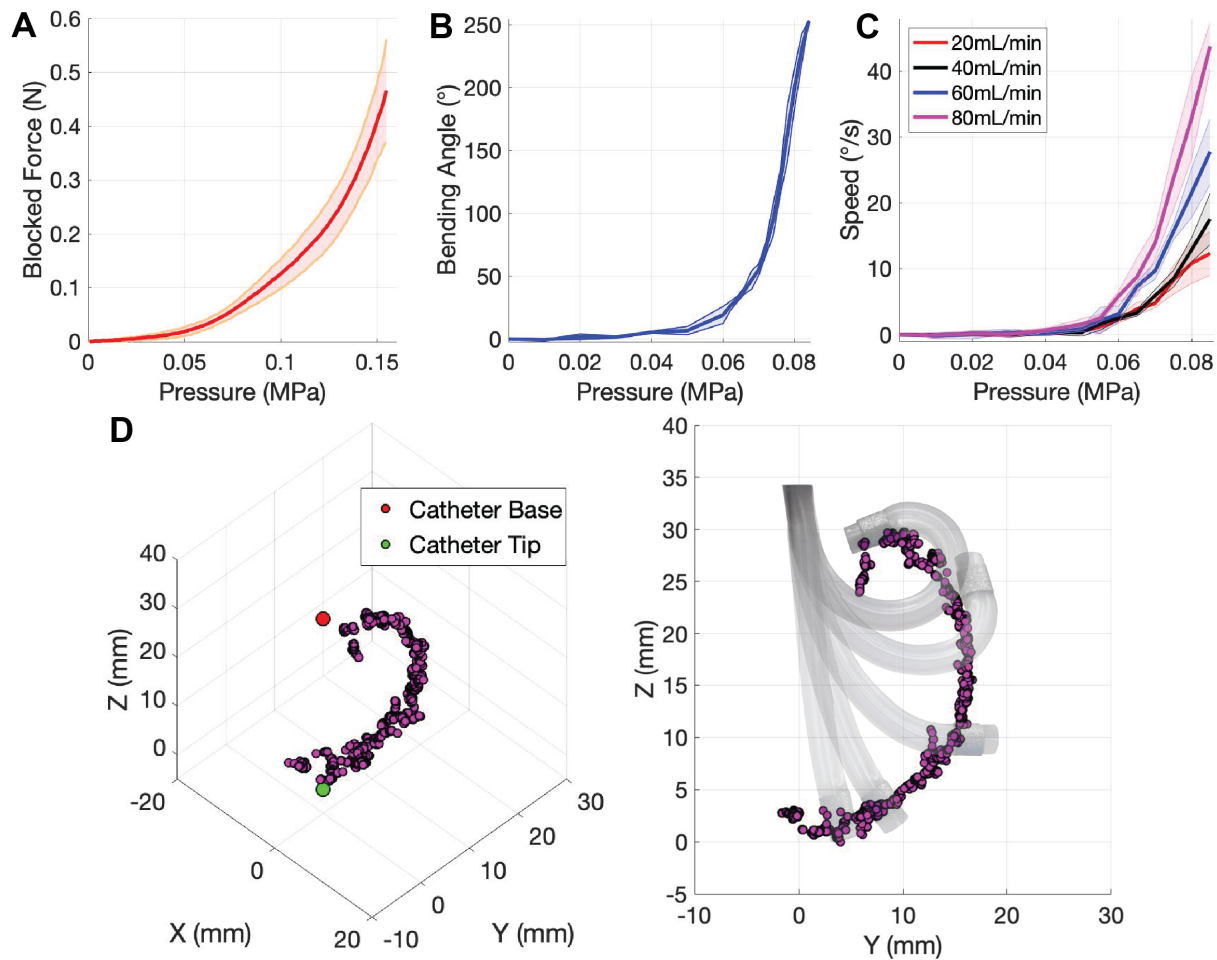 A
Blocked Force (N)
0.6
0.5
0.4
0.3
0.2
0.1
0
0 0.05 0.1 0.15
Pressure (MPa)
B
Bending Angle (°)
250
200
150
100
50
0
0 0.02 0.04 0.06 0.08
Pressure (MPa)
C
Speed (°/s)
40
30
20
10
0
20mL/min
40mL/min
60mL/min
80mL/min
0 0.02 0.04 0.06 0.08
Pressure (MPa)
D
Catheter Base
Catheter Tip
Z (mm)
40
30
20
10
0
-20
0
20
X (mm)
-10
0
10
20
30
Y (mm)
Z (mm)
40
35
30
25
20
15
10
5
0
-5
-10 0 10 20 30
Y (mm)